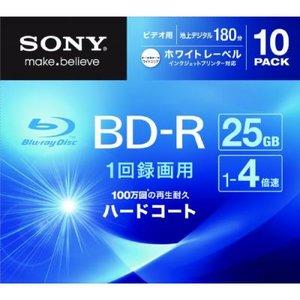 SONY
make.believe
ビデオ用
地上デジタル180分
ホワイトレーベル
インクジェットプリンター対応
10
PACK
Blu-ray Disc
BD-R
25GB
1回録画用
1-4倍速
100万回*の再生耐久
ハードコート